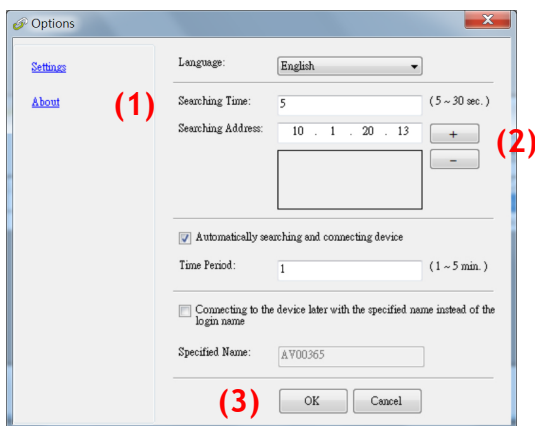 Options
Settings
About
Language:
English
(1)
Searching Time:
5
(5 ~ 30 sec.)
Searching Address:
10 . 1 . 20 . 13
+
(2)
−
Automatically searching and connecting device
Time Period:
1
(1 ~ 5 min.)
Connecting to the device later with the specified name instead of the
login name
Specified Name:
AV00365
(3)
OK
Cancel